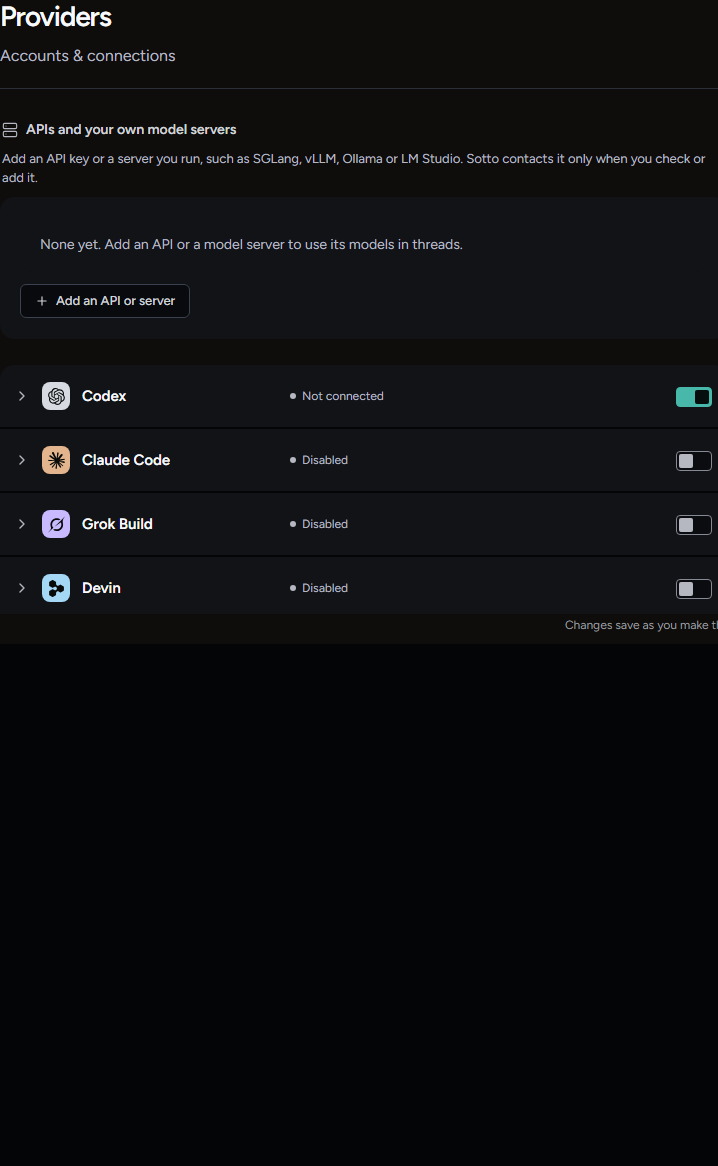 Providers
Accounts & connections
APIs and your own model servers
Add an API key or a server you run, such as SGLang, vLLM, Ollama or LM Studio. Sotto contacts it only when you check or
add it.
None yet. Add an API or a model server to use its models in threads.
+ Add an API or server
Codex
Not connected
Claude Code
Disabled
Grok Build
Disabled
Devin
Disabled
Changes save as you make